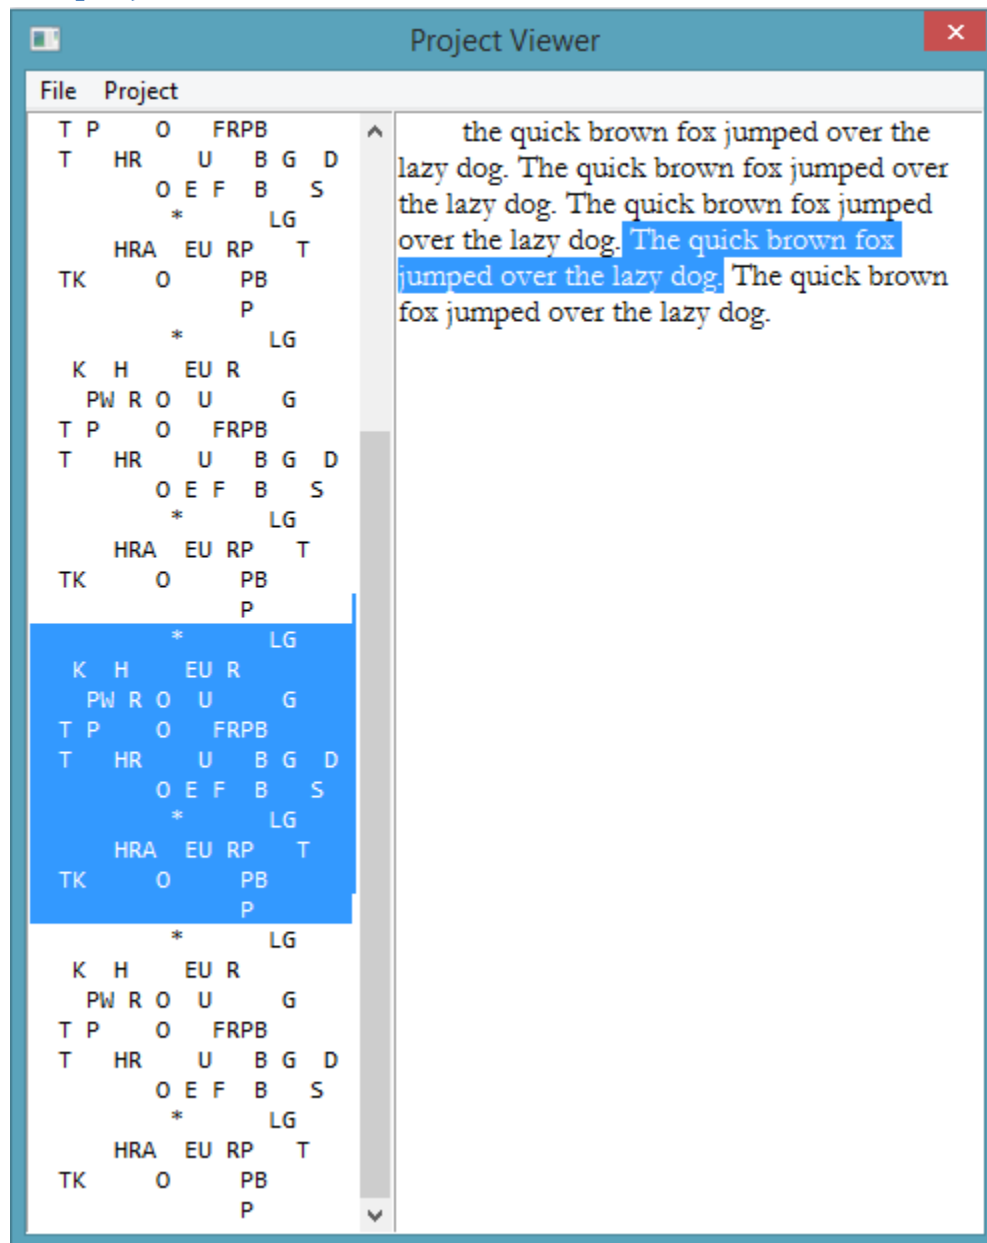 Project Viewer
File Project
T P O FRPB
T HR U B G D
O E F B S
* LG
HRA EU RP T
TK O PB
P
* LG
K H EU R
PW R O U G
T P O FRPB
T HR U B G D
O E F B S
* LG
HRA EU RP T
TK O PB
P
* LG
K H EU R
PW R O U G
T P O FRPB
T HR U B G D
O E F B S
* LG
HRA EU RP T
TK O PB
P
* LG
K H EU R
PW R O U G
T P O FRPB
T HR U B G D
O E F B S
* LG
HRA EU RP T
TK O PB
P
the quick brown fox jumped over the
lazy dog. The quick brown fox jumped over
the lazy dog. The quick brown fox jumped
over the lazy dog. The quick brown fox
jumped over the lazy dog. The quick brown
fox jumped over the lazy dog.